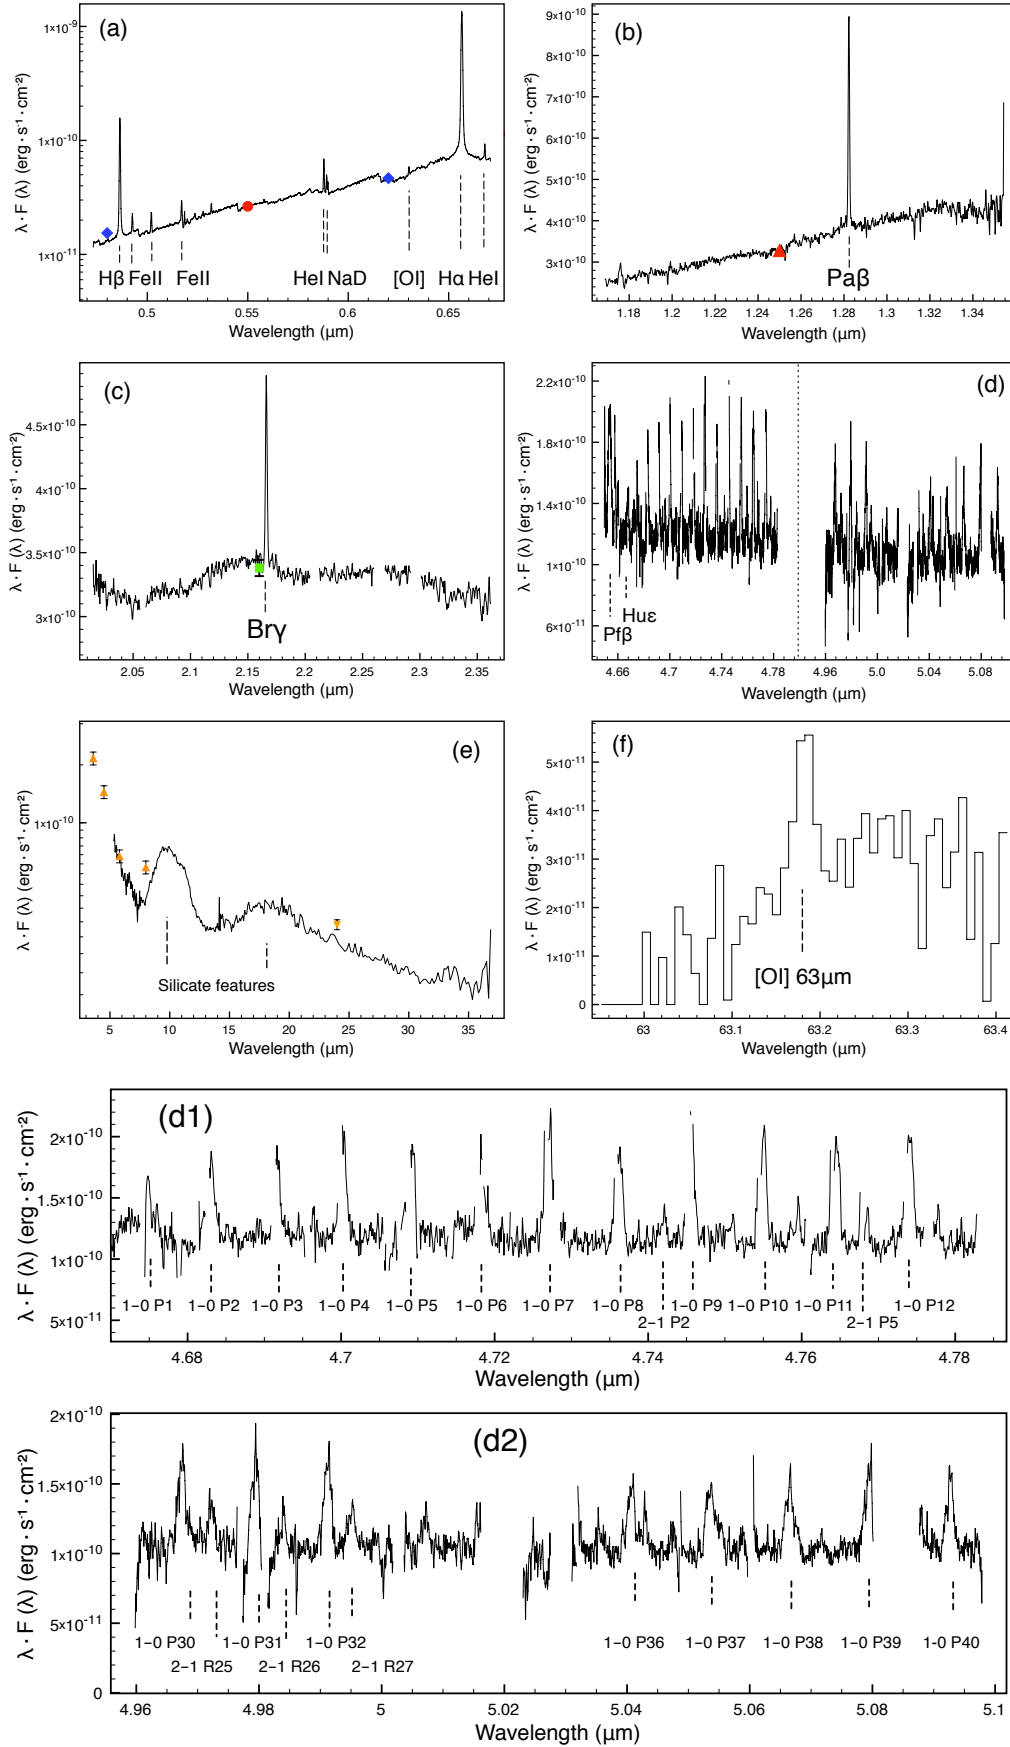 (a)
1×10⁻⁹
1×10⁻¹⁰
1×10⁻¹¹
λ · F (λ) (erg · s⁻¹ · cm⁻²)
Hβ FeII FeII HeI NaD [OI] Hα HeI
0.5 0.55 0.6 0.65
Wavelength (μm)
(b)
9×10⁻¹⁰
8×10⁻¹⁰
7×10⁻¹⁰
6×10⁻¹⁰
5×10⁻¹⁰
4×10⁻¹⁰
3×10⁻¹⁰
λ · F (λ) (erg · s⁻¹ · cm⁻²)
Paβ
1.18 1.2 1.22 1.24 1.26 1.28 1.3 1.32 1.34
Wavelength (μm)
(c)
4.5×10⁻¹⁰
4×10⁻¹⁰
3.5×10⁻¹⁰
3×10⁻¹⁰
λ · F (λ) (erg · s⁻¹ · cm⁻²)
Brγ
2.05 2.1 2.15 2.2 2.25 2.3 2.35
Wavelength (μm)
(d)
2.2×10⁻¹⁰
1.8×10⁻¹⁰
1.4×10⁻¹⁰
1×10⁻¹⁰
6×10⁻¹¹
λ · F (λ) (erg · s⁻¹ · cm⁻²)
Huε
Pfβ
4.66 4.7 4.74 4.78 4.96 5.0 5.04 5.08
Wavelength (μm)
(e)
1×10⁻¹⁰
λ · F (λ) (erg · s⁻¹ · cm⁻²)
Silicate features
5 10 15 20 25 30 35
Wavelength (μm)
(f)
5×10⁻¹¹
4×10⁻¹¹
3×10⁻¹¹
2×10⁻¹¹
1×10⁻¹¹
0
λ · F (λ) (erg · s⁻¹ · cm⁻²)
[OI] 63μm
63 63.1 63.2 63.3 63.4
Wavelength (μm)
(d1)
2×10⁻¹⁰
1.5×10⁻¹⁰
1×10⁻¹⁰
5×10⁻¹¹
λ · F (λ) (erg · s⁻¹ · cm⁻²)
1−0 P1 1−0 P2 1−0 P3 1−0 P4 1−0 P5 1−0 P6 1−0 P7 1−0 P8 1−0 P9 1−0 P10 1−0 P11 1−0 P12
2−1 P2 2−1 P5
4.68 4.7 4.72 4.74 4.76 4.78
Wavelength (μm)
(d2)
2×10⁻¹⁰
1.5×10⁻¹⁰
1×10⁻¹⁰
5×10⁻¹¹
0
λ · F (λ) (erg · s⁻¹ · cm⁻²)
1−0 P30 1−0 P31 1−0 P32 1−0 P36 1−0 P37 1−0 P38 1−0 P39 1−0 P40
2−1 R25 2−1 R26 2−1 R27
4.96 4.98 5 5.02 5.04 5.06 5.08 5.1
Wavelength (μm)